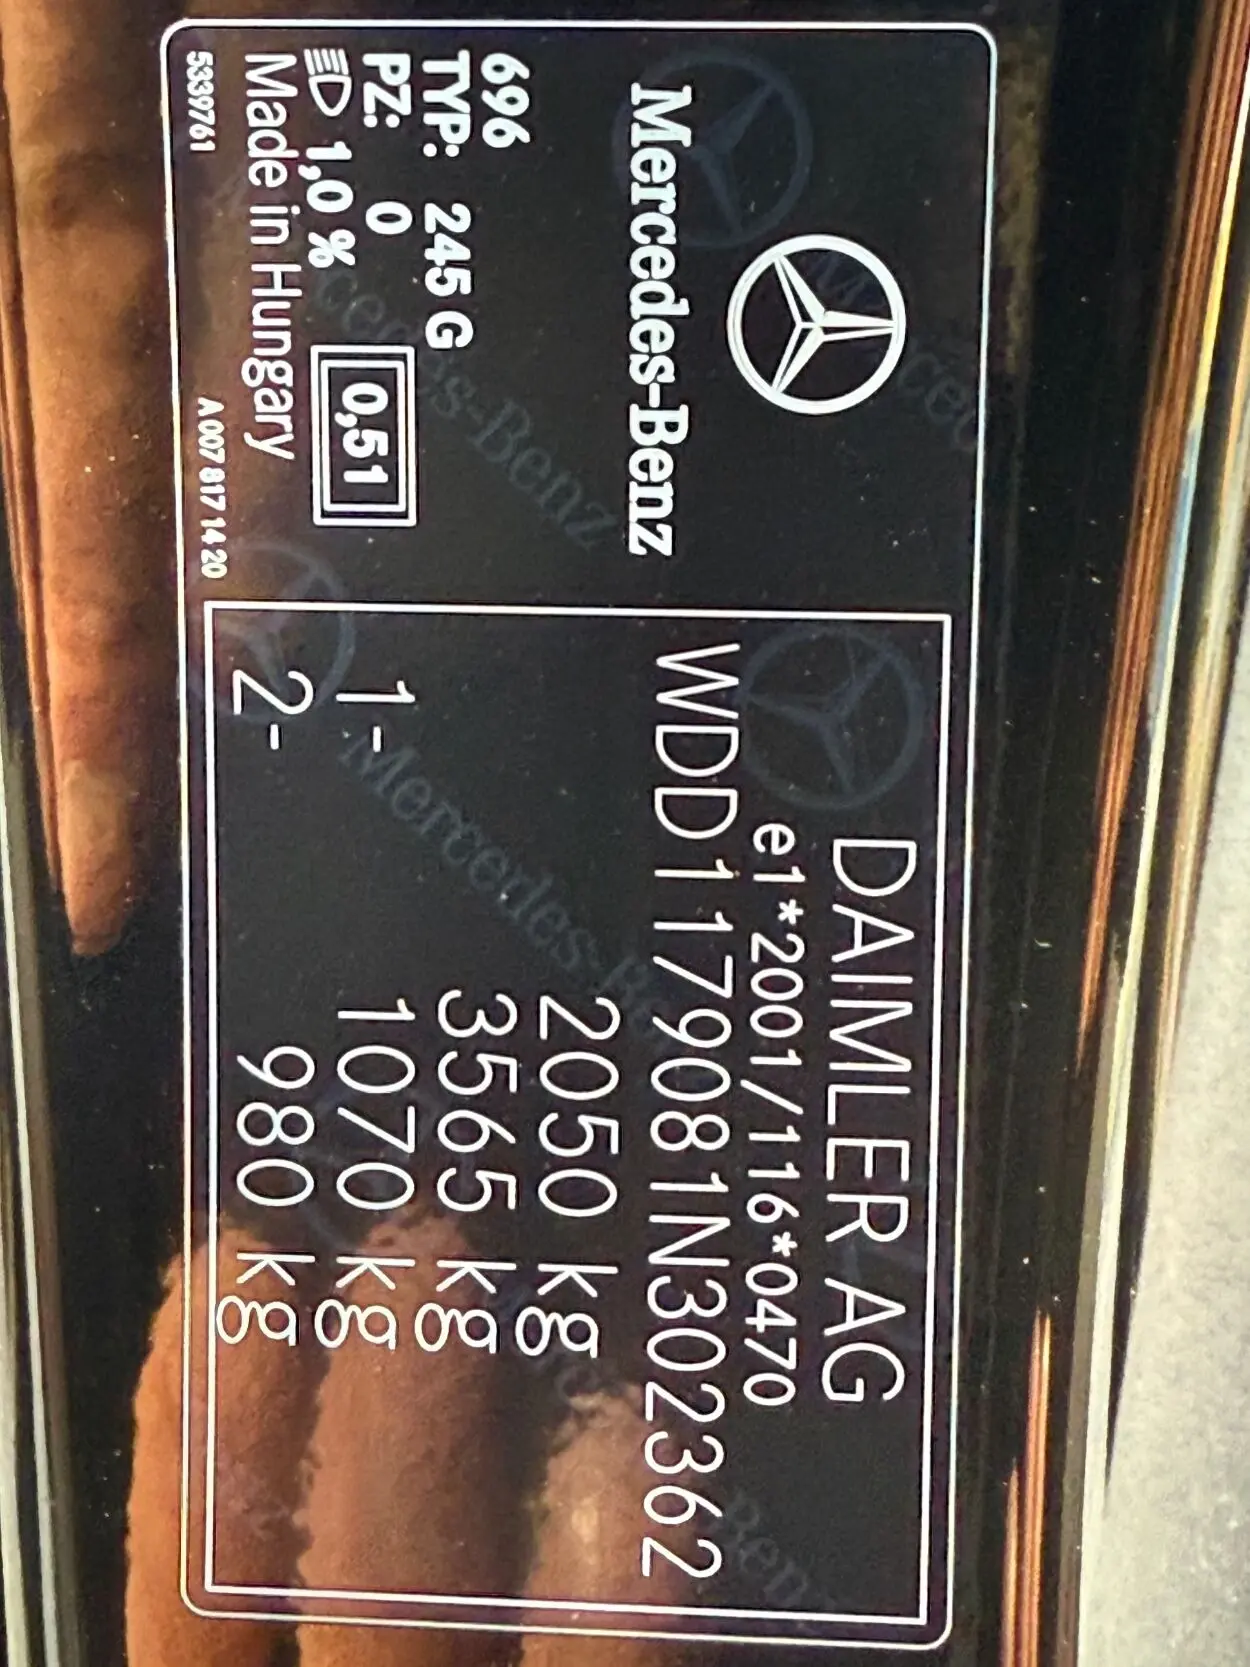 Mercedes-Benz
696
TYP: 245 G
PZ: 0
1,0 %
0,51
Made in Hungary
5339761
A 007 817 14 20
DAIMLER AG
e1*2001/116*0470
WDD1179081N302362
2050 kg
3565 kg
1- 1070 kg
2- 980 kg